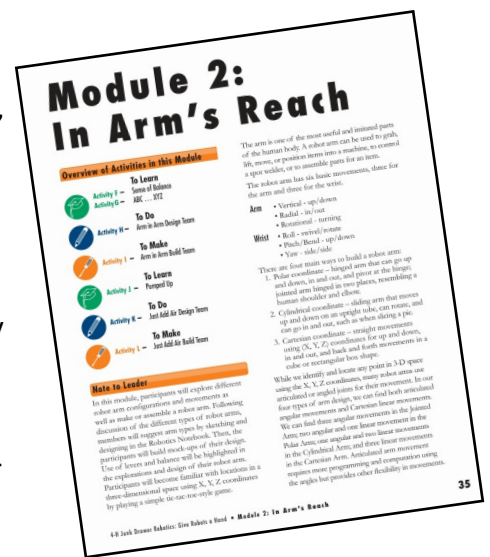 Module 2:
In Arm's Reach
Overview of Activities in this Module
To Learn
Activity F – Sense of Balance
Activity G – ABC ... XYZ
To Do
Activity H – Arm in Arm Design Team
To Make
Activity I – Arm in Arm Build Team
To Learn
Activity J – Pumped Up
To Do
Activity K – Just Add Air Design Team
To Make
Activity L – Just Add Air Build Team
Note to Leader
In this module, participants will explore different
robot arm configurations and movements as
well as make or assemble a robot arm. Following
discussion of the different types of robot arms,
numbers will suggest arm types by sketching and
designing in the Robotics Notebook. Then, the
participants will build mock-ups of their design.
Use of levers and balance will be highlighted in
the explorations and design of their robot arm.
Participants will become familiar with locations in a
three-dimensional space using X, Y, Z coordinates
by playing a simple tic-tac-toe-style game.
The arm is one of the most useful and imitated parts
of the human body. A robot arm can be used to grab,
lift, move, or position items into a machine, to control
a spot welder, or to assemble parts for an item.
The robot arm has six basic movements, three for
the arm and three for the wrist.
Arm • Vertical - up/down
• Radial - in/out
• Rotational - turning
Wrist • Roll - swivel/rotate
• Pitch/Bend - up/down
• Yaw - side/side
There are four main ways to build a robot arm:
1. Polar coordinate – hinged arm that can go up
and down, in and out, and pivot at the hinge;
jointed arm hinged in two places, resembling a
human shoulder and elbow.
2. Cylindrical coordinate – sliding arm that moves
up and down on an upright tube, can rotate, and
can go in and out, such as when slicing a pie.
3. Cartesian coordinate – straight movements
using (X, Y, Z) coordinates for up and down,
in and out, and back and forth movements in a
cube or rectangular box shape.
While we identify and locate any point in 3-D space
using the X, Y, Z coordinates, many robot arms use
articulated or angled joints for their movement. In our
four types of arm design, we can find both articulated
angular movements and Cartesian linear movements.
We can find three angular movements in the Jointed
Arm; two angular and one linear movement in the
Polar Arm, one angular and two linear movements
in the Cylindrical Arm; and three linear movements
in the Cartesian Arm. Articulated arm movement
requires more programming and computation using
the angles but provides other flexibility in movements.
4-H Junk Drawer Robotics: Give Robots a Hand • Module 2: In Arm's Reach
35